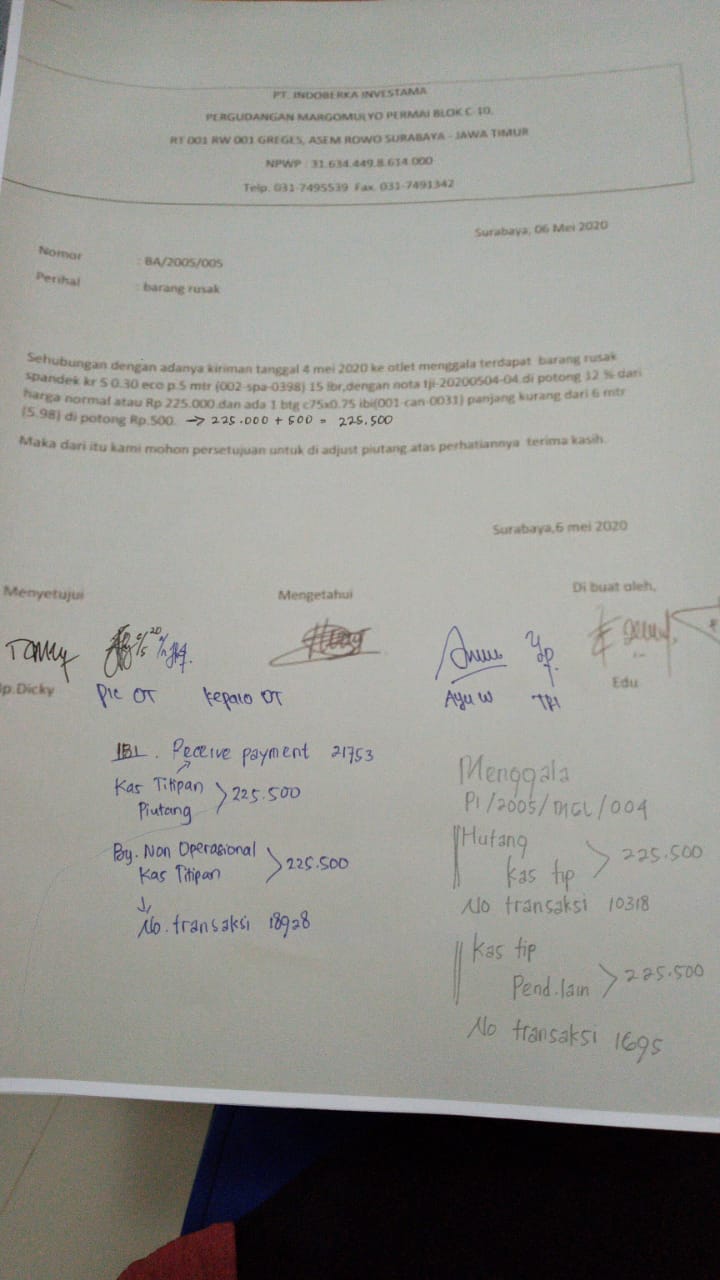 PT. INDOBERKA INVESTAMA
PERGUDANGAN MARGOMULYO PERMAI BLOK C-10,
RT 001 RW 001 GREGES, ASEM ROWO SURABAYA - JAWA TIMUR
NPWP : 31.634.449.8.614.000
Telp. 031-7495539 Fax. 031-7491342
Surabaya, 06 Mei 2020
Nomor : BA/2005/005
Perihal : barang rusak
Sehubungan dengan adanya kiriman tanggal 4 mei 2020 ke otlet menggala terdapat barang rusak
spandek kr S 0.30 eco p.5 mtr (002-spa-0398) 15 lbr,dengan nota tji-20200504-04.di potong 12 % dari
harga normal atau Rp 225.000.dan ada 1 btg c75x0.75 ibi(001-can-0031) panjang kurang dari 6 mtr
(5.98) di potong Rp.500. → 225.000 + 500 = 225.500
Maka dari itu kami mohon persetujuan untuk di adjust piutang.atas perhatiannya terima kasih.
Surabaya,6 mei 2020
Menyetujui Mengetahui Di buat oleh,
p.Dicky PIC OT Kepala OT Ayu W TRI Edu
IBI. Receive payment 21753
Kas Titipan
Piutang > 225.500
By. Non Operasional
Kas Titipan > 225.500
↓
No. transaksi 18928
Menggala
PI/2005/MGL/004
Hutang
kas tip > 225.500
No transaksi 10318
kas tip
Pend.lain > 225.500
No transaksi 1695